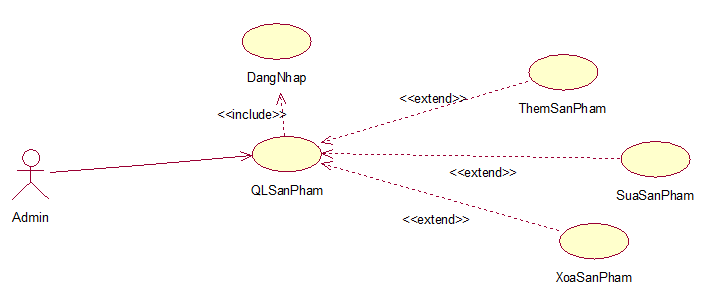 DangNhap
<<extend>>
ThemSanPham
<<include>>
QLSanPham
<<extend>>
SuaSanPham
Admin
<<extend>>
XoaSanPham